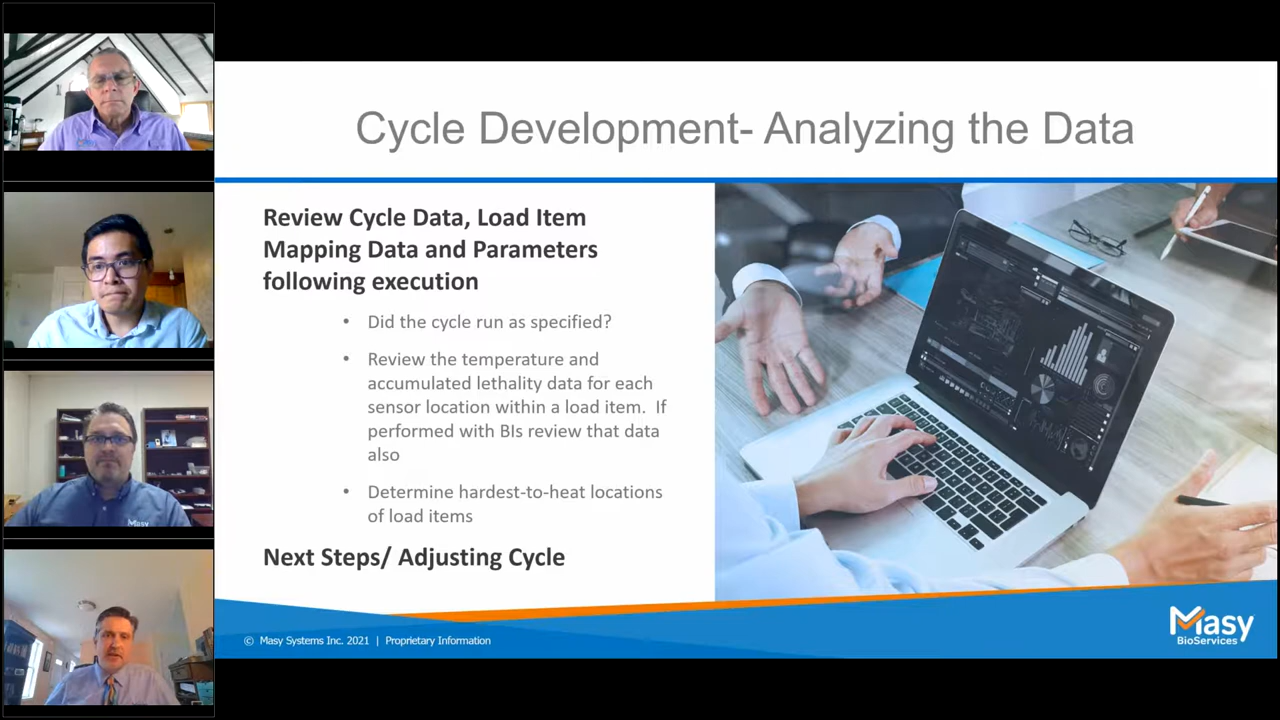 Cycle Development- Analyzing the Data
Review Cycle Data, Load Item
Mapping Data and Parameters
following execution
• Did the cycle run as specified?
• Review the temperature and
accumulated lethality data for each
sensor location within a load item.  If
performed with BIs review that data
also
• Determine hardest-to-heat locations
of load items
Next Steps/ Adjusting Cycle
© Masy Systems Inc. 2021 | Proprietary Information
Masy
BioServices
Masy